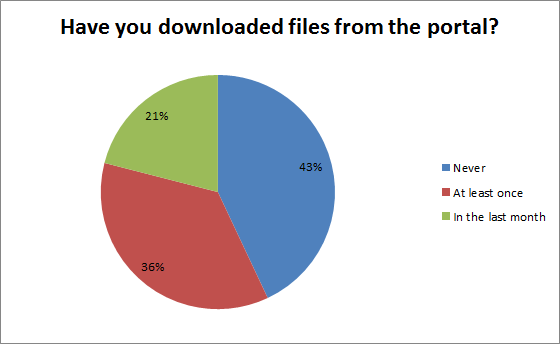 Have you downloaded files from the portal?
21%
43%
36%
Never
At least once
In the last month